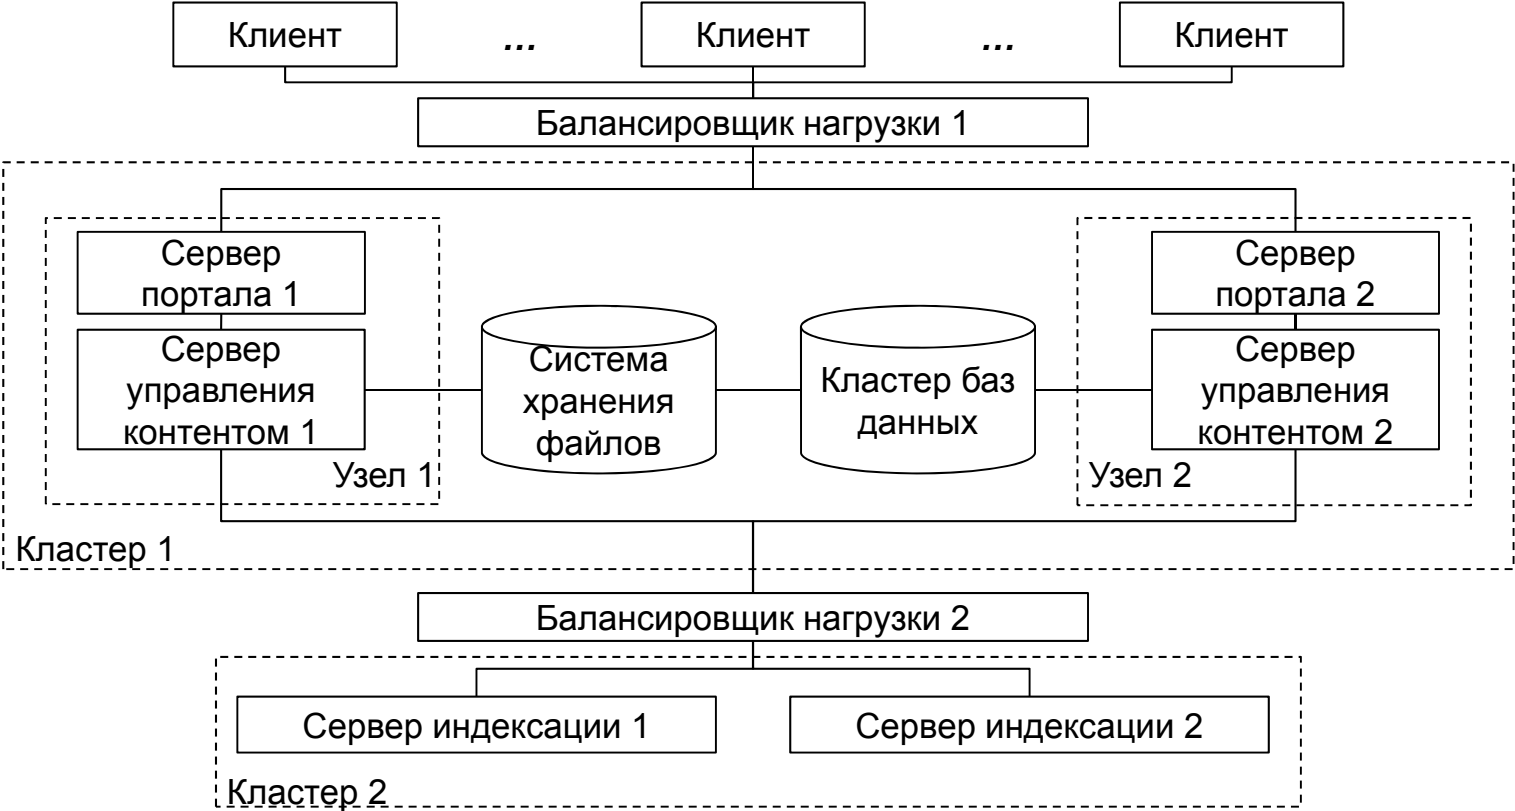 Клиент ... Клиент ... Клиент
Балансировщик нагрузки 1
Сервер
портала 1
Сервер
управления
контентом 1
Узел 1
Система
хранения
файлов
Кластер баз
данных
Сервер
портала 2
Сервер
управления
контентом 2
Узел 2
Кластер 1
Балансировщик нагрузки 2
Сервер индексации 1
Сервер индексации 2
Кластер 2